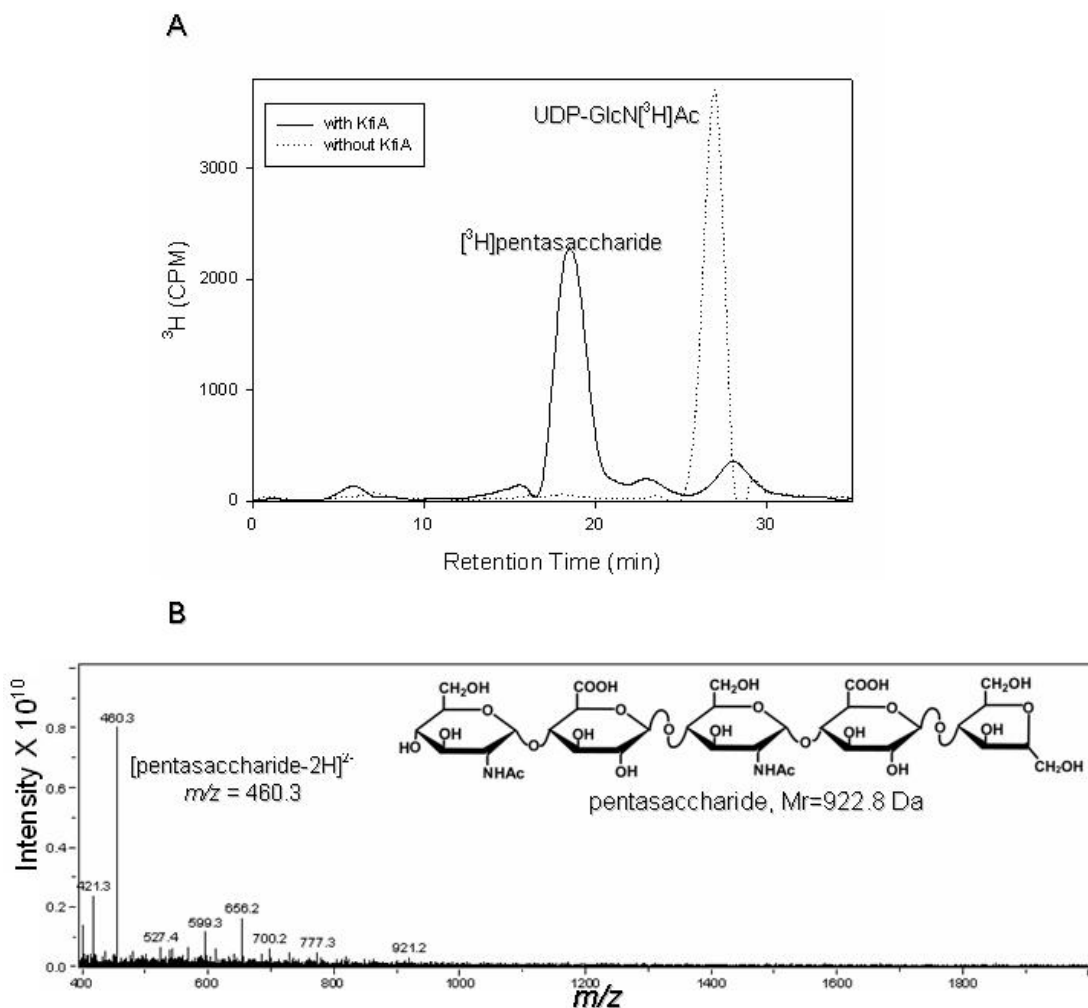 A
with KfiA
without KfiA
UDP-GlcN[³H]Ac
[³H]pentasaccharide
³H (CPM)
3000
2000
1000
0
0
10
20
30
Retention Time (min)
B
Intensity X 10¹⁰
0.8
0.6
0.4
0.2
0.0
460.3
[pentasaccharide-2H]²⁻
m/z = 460.3
421.3
527.4
599.3
656.2
700.2
777.3
921.2
CH₂OH
COOH
CH₂OH
COOH
CH₂OH
O
O
O
O
O
OH
OH
OH
OH
OH
HO
O
O
O
O
NHAc
OH
NHAc
OH
CH₂OH
pentasaccharide, Mr=922.8 Da
400
600
800
1000
1200
1400
1600
1800
m/z